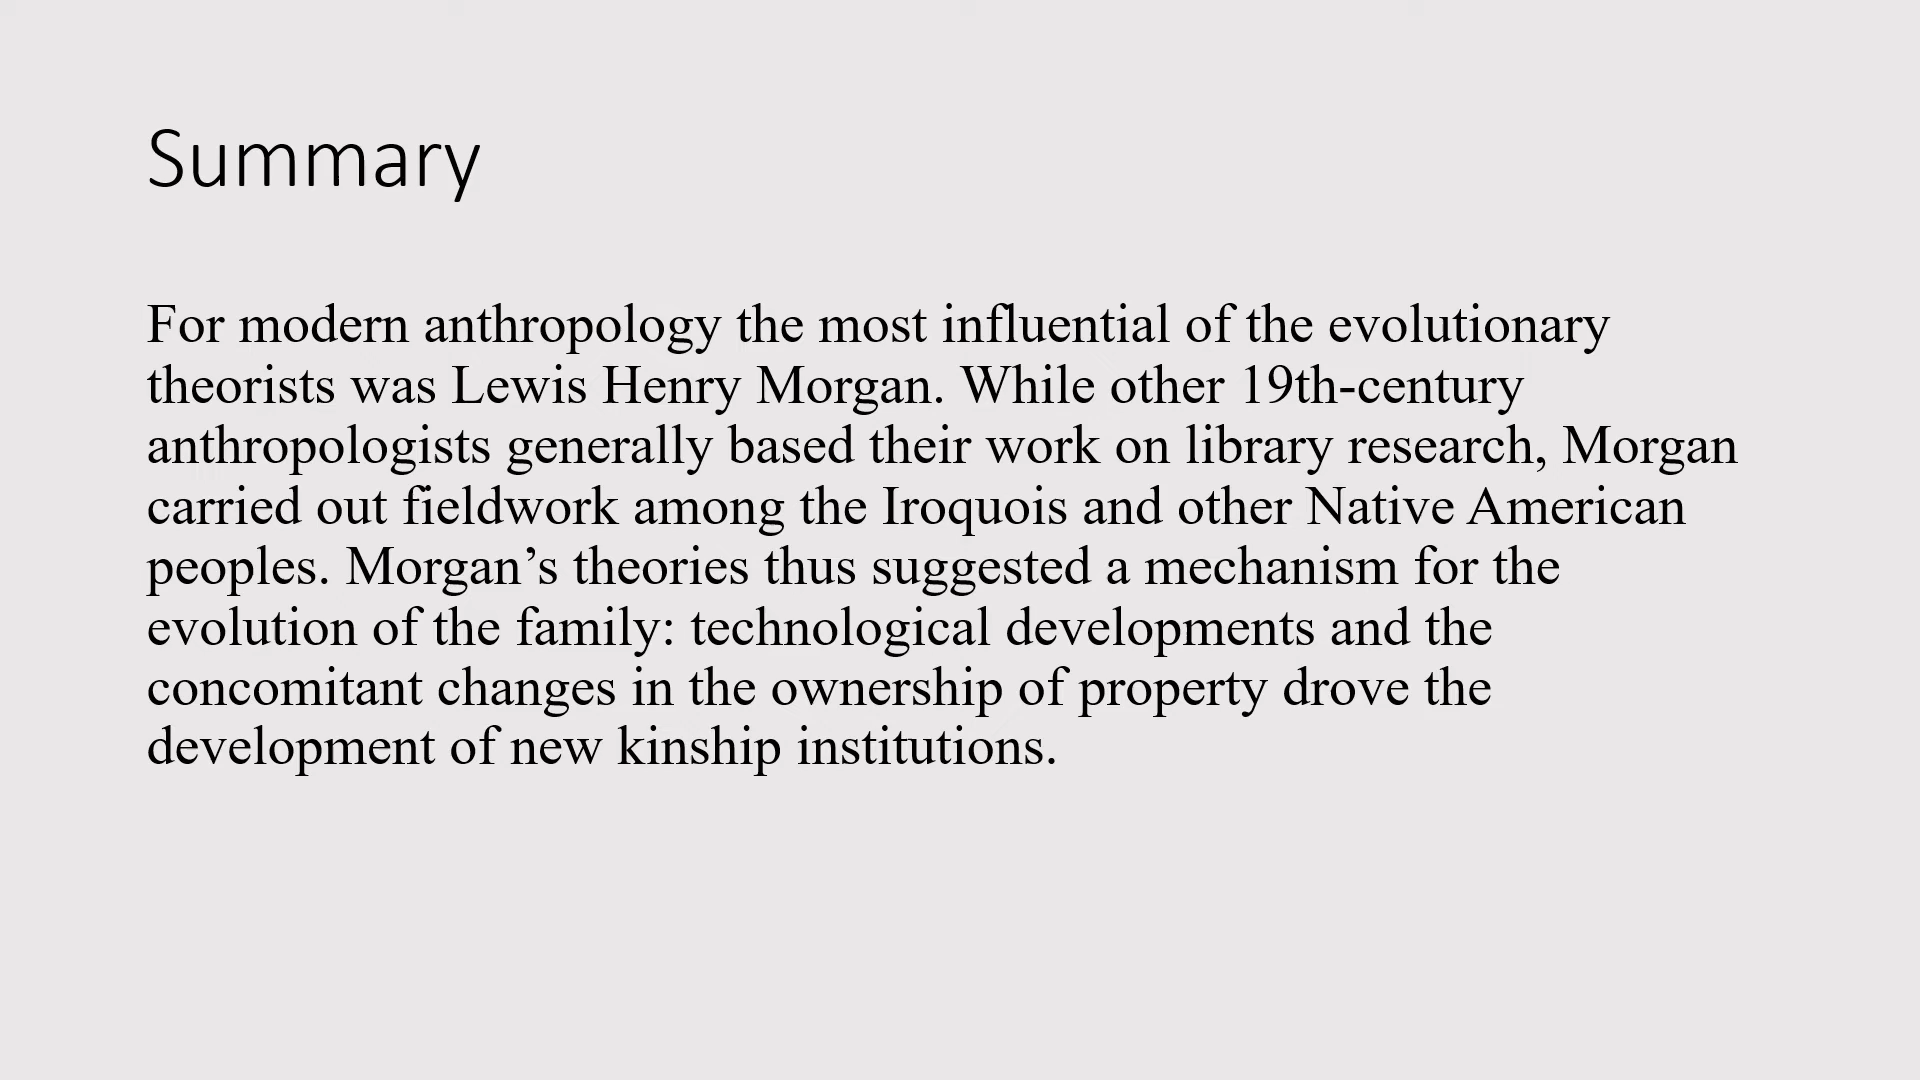 Summary
For modern anthropology the most influential of the evolutionary
theorists was Lewis Henry Morgan. While other 19th-century
anthropologists generally based their work on library research, Morgan
carried out fieldwork among the Iroquois and other Native American
peoples. Morgan’s theories thus suggested a mechanism for the
evolution of the family: technological developments and the
concomitant changes in the ownership of property drove the
development of new kinship institutions.